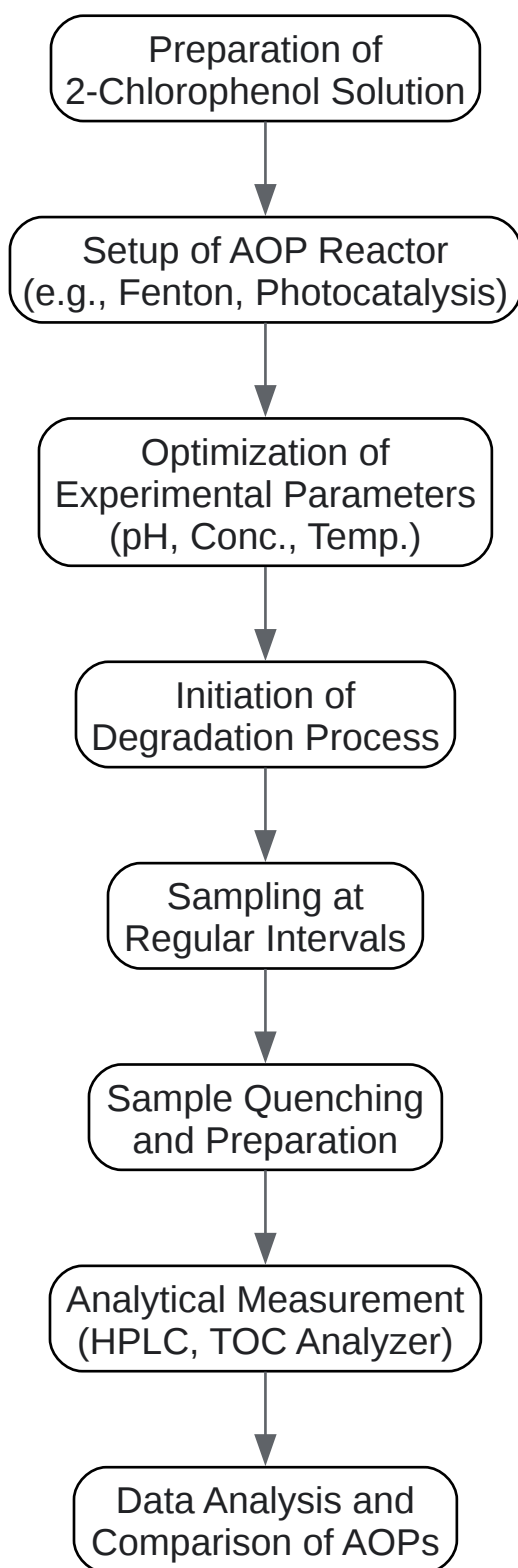 Preparation of
2-Chlorophenol Solution
Setup of AOP Reactor
(e.g., Fenton, Photocatalysis)
Optimization of
Experimental Parameters
(pH, Conc., Temp.)
Initiation of
Degradation Process
Sampling at
Regular Intervals
Sample Quenching
and Preparation
Analytical Measurement
(HPLC, TOC Analyzer)
Data Analysis and
Comparison of AOPs